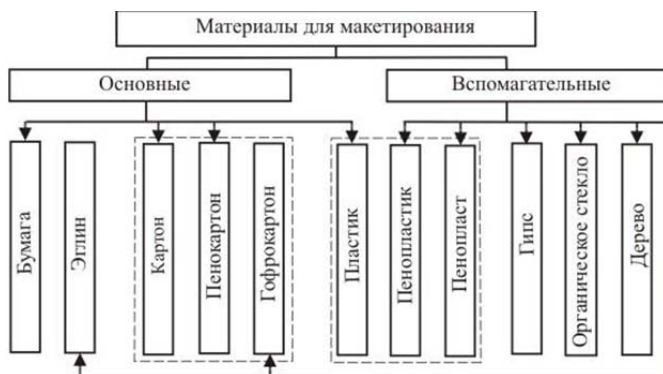 Материалы для макетирования
Основные
Вспомагательные
Бумага
Эглин
Картон
Пенокартон
Гофрокартон
Пластик
Пенопластик
Пенопласт
Гипс
Органическое стекло
Дерево